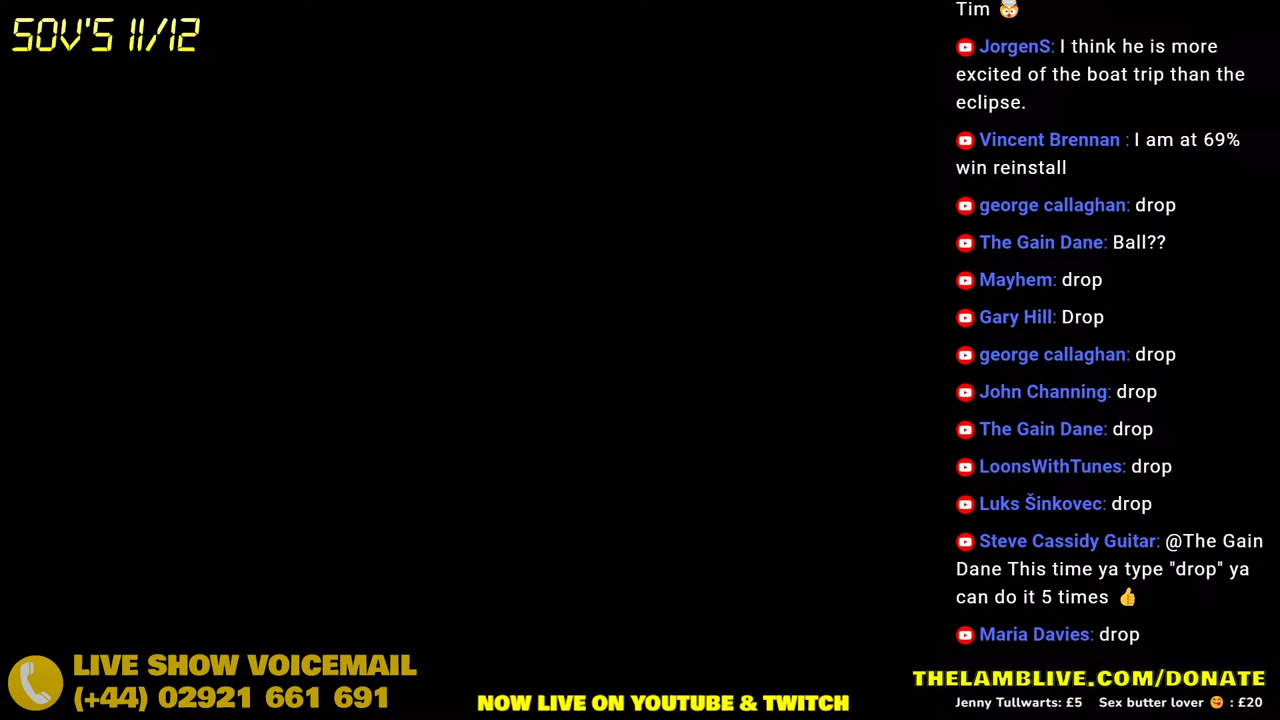 SOV'S 11/12
Tim 🤯
JorgenS: I think he is more
excited of the boat trip than the
eclipse.
Vincent Brennan : I am at 69%
win reinstall
george callaghan: drop
The Gain Dane: Ball??
Mayhem: drop
Gary Hill: Drop
george callaghan: drop
John Channing: drop
The Gain Dane: drop
LoonsWithTunes: drop
Luks Šinkovec: drop
Steve Cassidy Guitar: @The Gain
Dane This time ya type "drop" ya
can do it 5 times 👍
Maria Davies: drop
LIVE SHOW VOICEMAIL
(+44) 02921 661 691
NOW LIVE ON YOUTUBE & TWITCH
THELAMBLIVE.COM/DONATE
Jenny Tullwarts: £5 Sex butter lover 😋 : £20